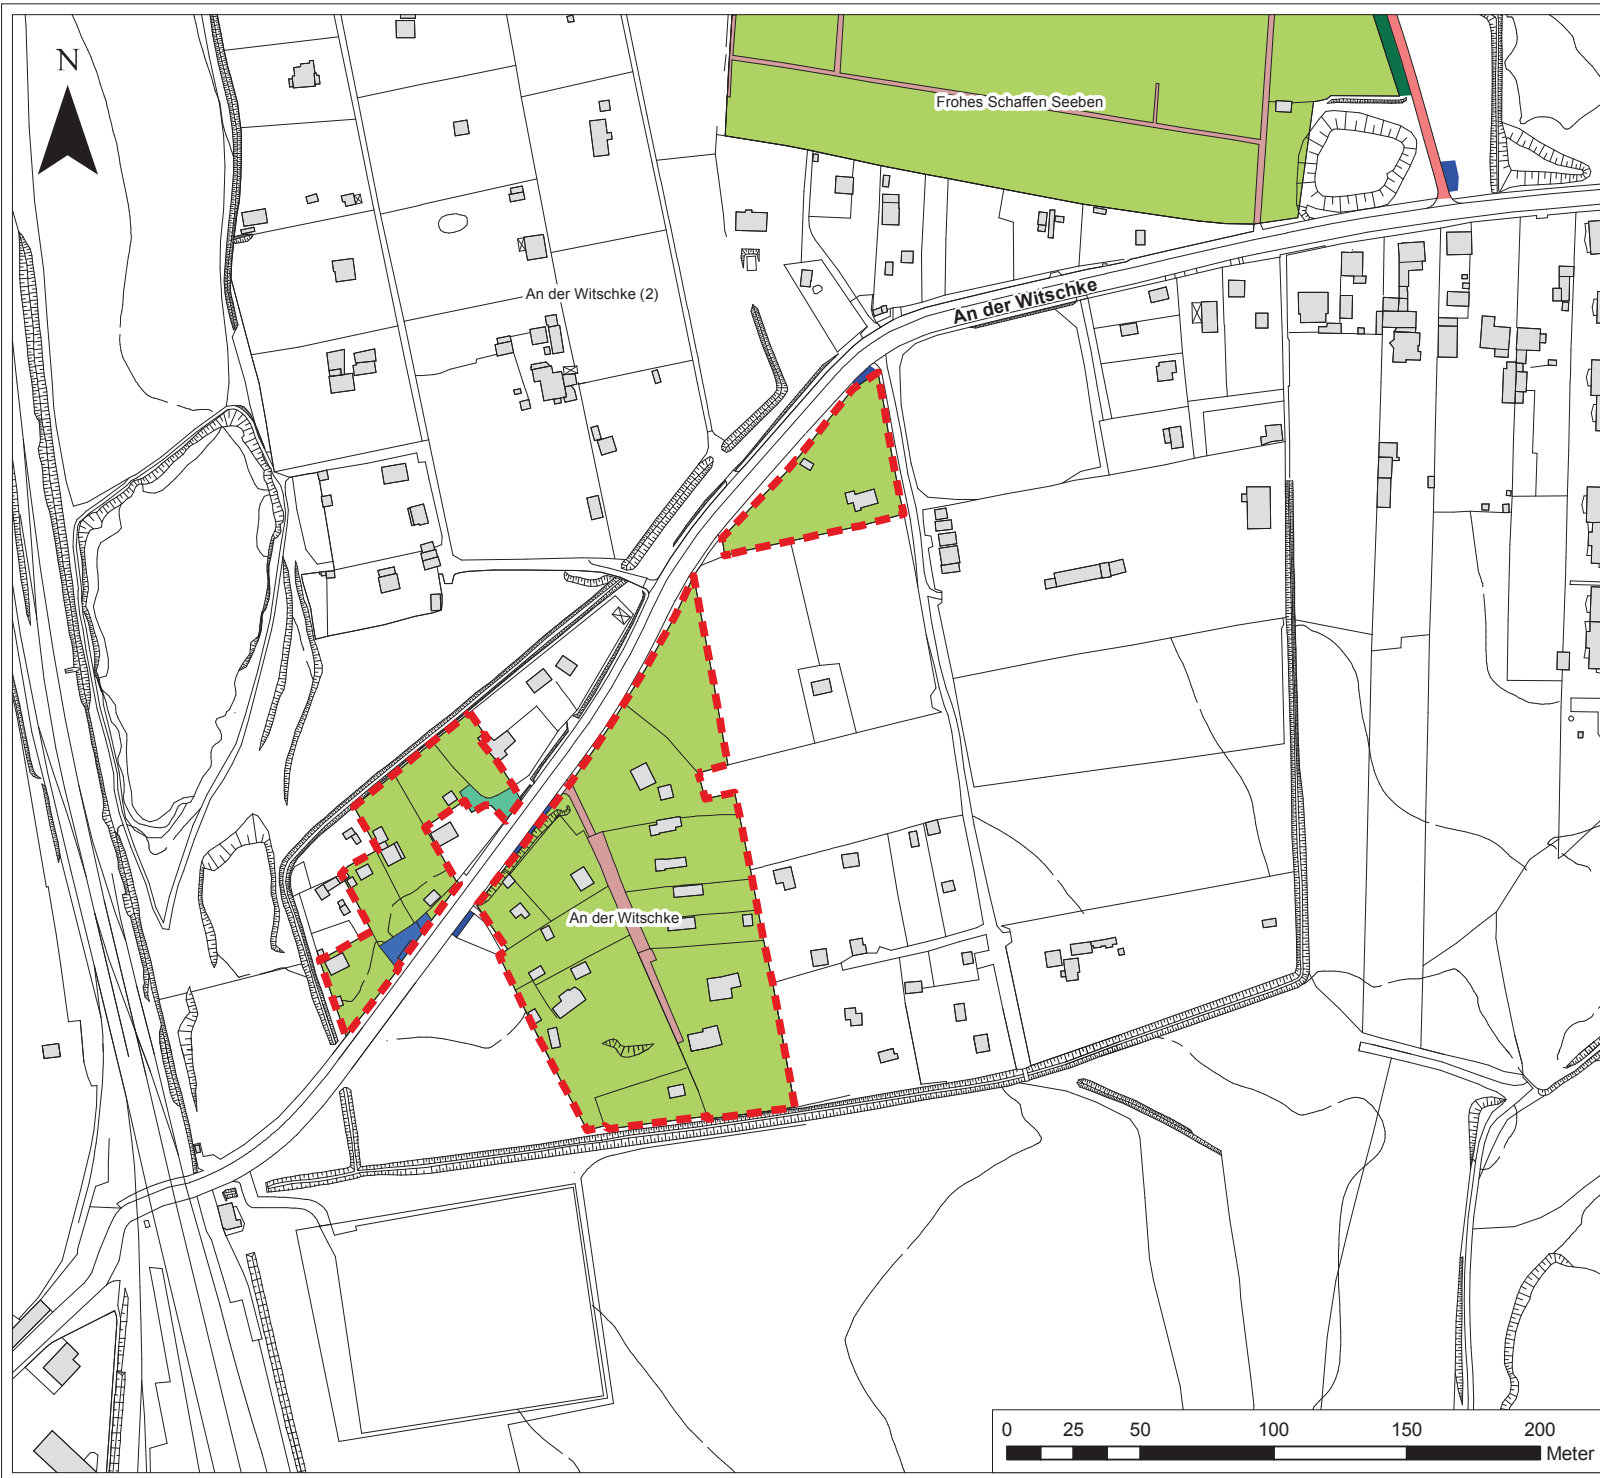 N
Frohes Schaffen Seeben
An der Witschke (2)
An der Witschke
An der Witschke
0 25 50 100 150 200
Meter